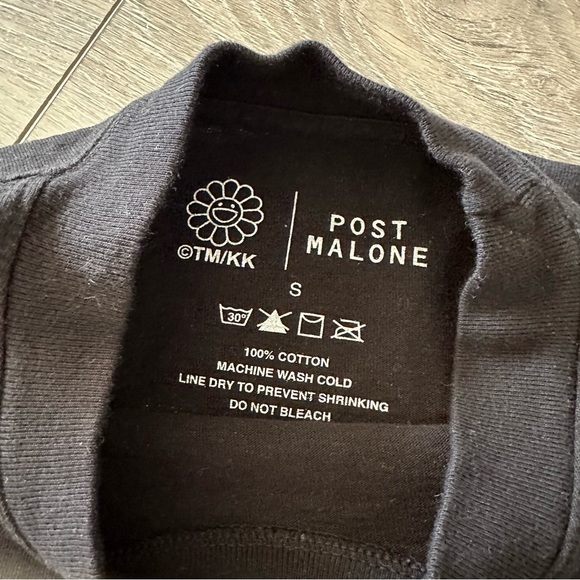 ©TM/KK
POST
MALONE
S
30°
100% COTTON
MACHINE WASH COLD
LINE DRY TO PREVENT SHRINKING
DO NOT BLEACH